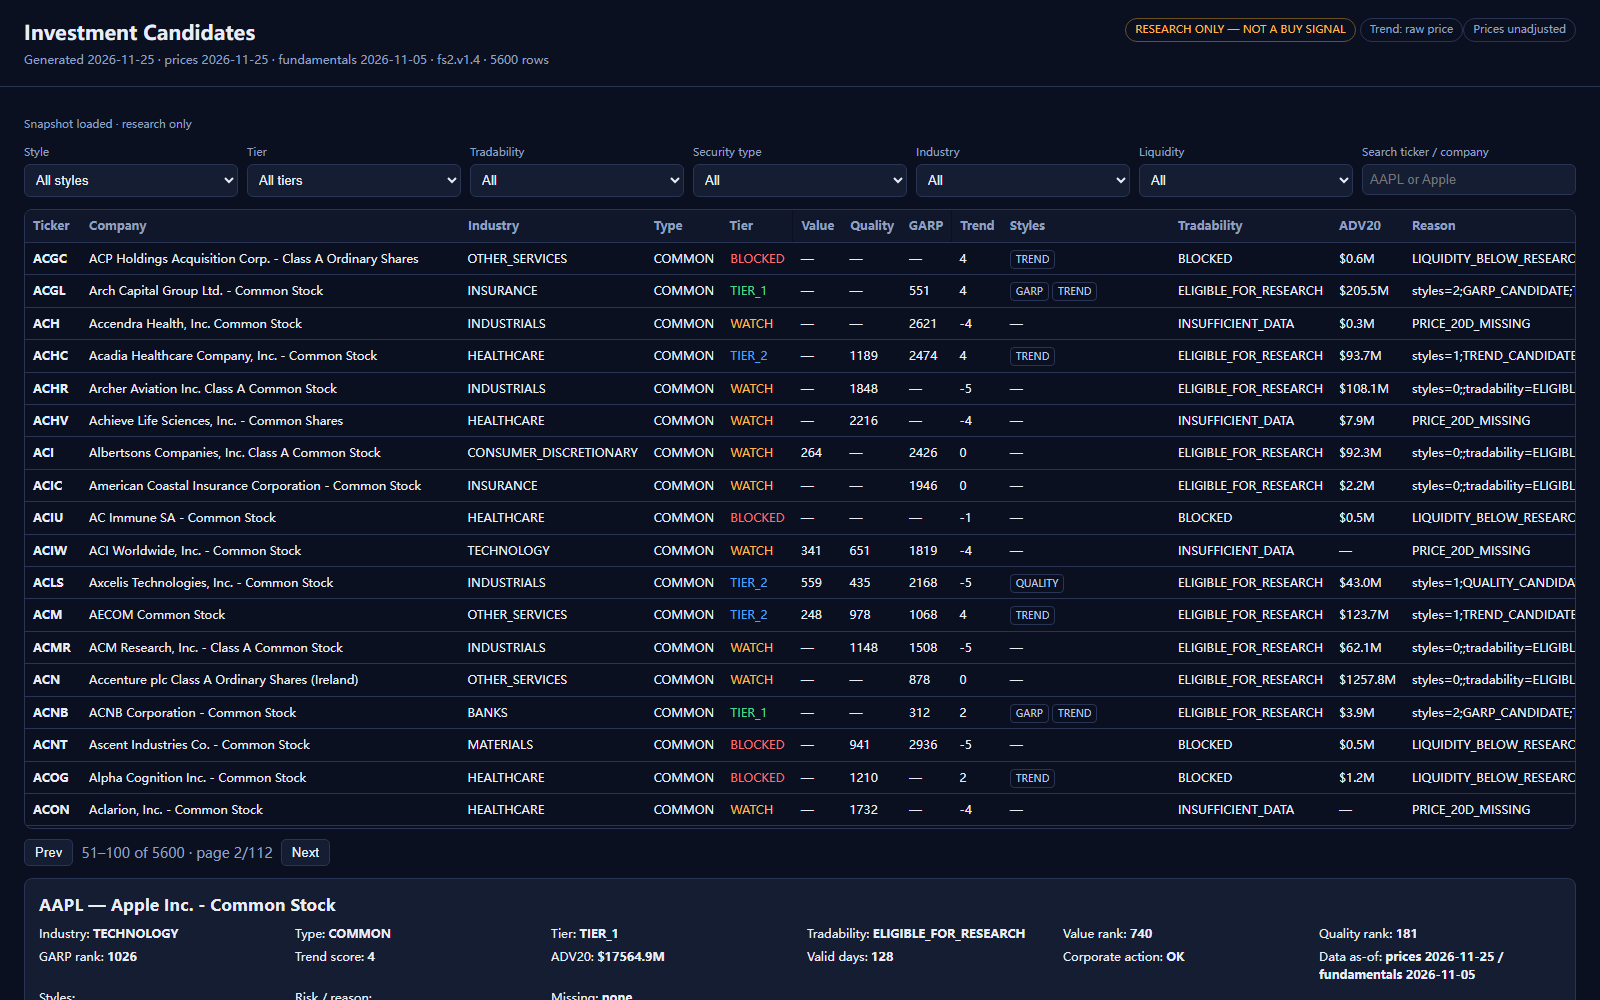 Investment Candidates
RESEARCH ONLY — NOT A BUY SIGNAL Trend: raw price Prices unadjusted
Generated 2026-11-25 · prices 2026-11-25 · fundamentals 2026-11-05 · fs2.v1.4 · 5600 rows
Snapshot loaded · research only
Style Tier Tradability Security type Industry Liquidity Search ticker / company
All styles All tiers All All All All AAPL or Apple
Ticker Company Industry Type Tier Value Quality GARP Trend Styles Tradability ADV20 Reason
ACGC ACP Holdings Acquisition Corp. - Class A Ordinary Shares OTHER_SERVICES COMMON BLOCKED — — — 4 TREND BLOCKED $0.6M LIQUIDITY_BELOW_RESEARC
ACGL Arch Capital Group Ltd. - Common Stock INSURANCE COMMON TIER_1 — — 551 4 GARP TREND ELIGIBLE_FOR_RESEARCH $205.5M styles=2;GARP_CANDIDATE;
ACH Accendra Health, Inc. Common Stock INDUSTRIALS COMMON WATCH — — 2621 -4 — INSUFFICIENT_DATA $0.3M PRICE_20D_MISSING
ACHC Acadia Healthcare Company, Inc. - Common Stock HEALTHCARE COMMON TIER_2 — 1189 2474 4 TREND ELIGIBLE_FOR_RESEARCH $93.7M styles=1;TREND_CANDIDATE
ACHR Archer Aviation Inc. Class A Common Stock INDUSTRIALS COMMON WATCH — 1848 — -5 — ELIGIBLE_FOR_RESEARCH $108.1M styles=0;;tradability=ELIGIBL
ACHV Achieve Life Sciences, Inc. - Common Shares HEALTHCARE COMMON WATCH — 2216 — -4 — INSUFFICIENT_DATA $7.9M PRICE_20D_MISSING
ACI Albertsons Companies, Inc. Class A Common Stock CONSUMER_DISCRETIONARY COMMON WATCH 264 — 2426 0 — ELIGIBLE_FOR_RESEARCH $92.3M styles=0;;tradability=ELIGIBL
ACIC American Coastal Insurance Corporation - Common Stock INSURANCE COMMON WATCH — — 1946 0 — ELIGIBLE_FOR_RESEARCH $2.2M styles=0;;tradability=ELIGIBL
ACIU AC Immune SA - Common Stock HEALTHCARE COMMON BLOCKED — — — -1 — BLOCKED $0.5M LIQUIDITY_BELOW_RESEARC
ACIW ACI Worldwide, Inc. - Common Stock TECHNOLOGY COMMON WATCH 341 651 1819 -4 — INSUFFICIENT_DATA — PRICE_20D_MISSING
ACLS Axcelis Technologies, Inc. - Common Stock INDUSTRIALS COMMON TIER_2 559 435 2168 -5 QUALITY ELIGIBLE_FOR_RESEARCH $43.0M styles=1;QUALITY_CANDIDA
ACM AECOM Common Stock OTHER_SERVICES COMMON TIER_2 248 978 1068 4 TREND ELIGIBLE_FOR_RESEARCH $123.7M styles=1;TREND_CANDIDATE
ACMR ACM Research, Inc. - Class A Common Stock INDUSTRIALS COMMON WATCH — 1148 1508 -5 — ELIGIBLE_FOR_RESEARCH $62.1M styles=0;;tradability=ELIGIBL
ACN Accenture plc Class A Ordinary Shares (Ireland) OTHER_SERVICES COMMON WATCH — — 878 0 — ELIGIBLE_FOR_RESEARCH $1257.8M styles=0;;tradability=ELIGIBL
ACNB ACNB Corporation - Common Stock BANKS COMMON TIER_1 — — 312 2 GARP TREND ELIGIBLE_FOR_RESEARCH $3.9M styles=2;GARP_CANDIDATE;
ACNT Ascent Industries Co. - Common Stock MATERIALS COMMON BLOCKED — 941 2936 -5 — BLOCKED $0.5M LIQUIDITY_BELOW_RESEARC
ACOG Alpha Cognition Inc. - Common Stock HEALTHCARE COMMON BLOCKED — 1210 — 2 TREND BLOCKED $1.2M LIQUIDITY_BELOW_RESEARC
ACON Aclarion, Inc. - Common Stock HEALTHCARE COMMON WATCH — 1732 — -4 — INSUFFICIENT_DATA — PRICE_20D_MISSING
Prev 51–100 of 5600 · page 2/112 Next
AAPL — Apple Inc. - Common Stock
Industry: TECHNOLOGY Type: COMMON Tier: TIER_1 Tradability: ELIGIBLE_FOR_RESEARCH Value rank: 740 Quality rank: 181
GARP rank: 1026 Trend score: 4 ADV20: $17564.9M Valid days: 128 Corporate action: OK Data as-of: prices 2026-11-25 /
fundamentals 2026-11-05
Styles: Risk / reason: Missing: none